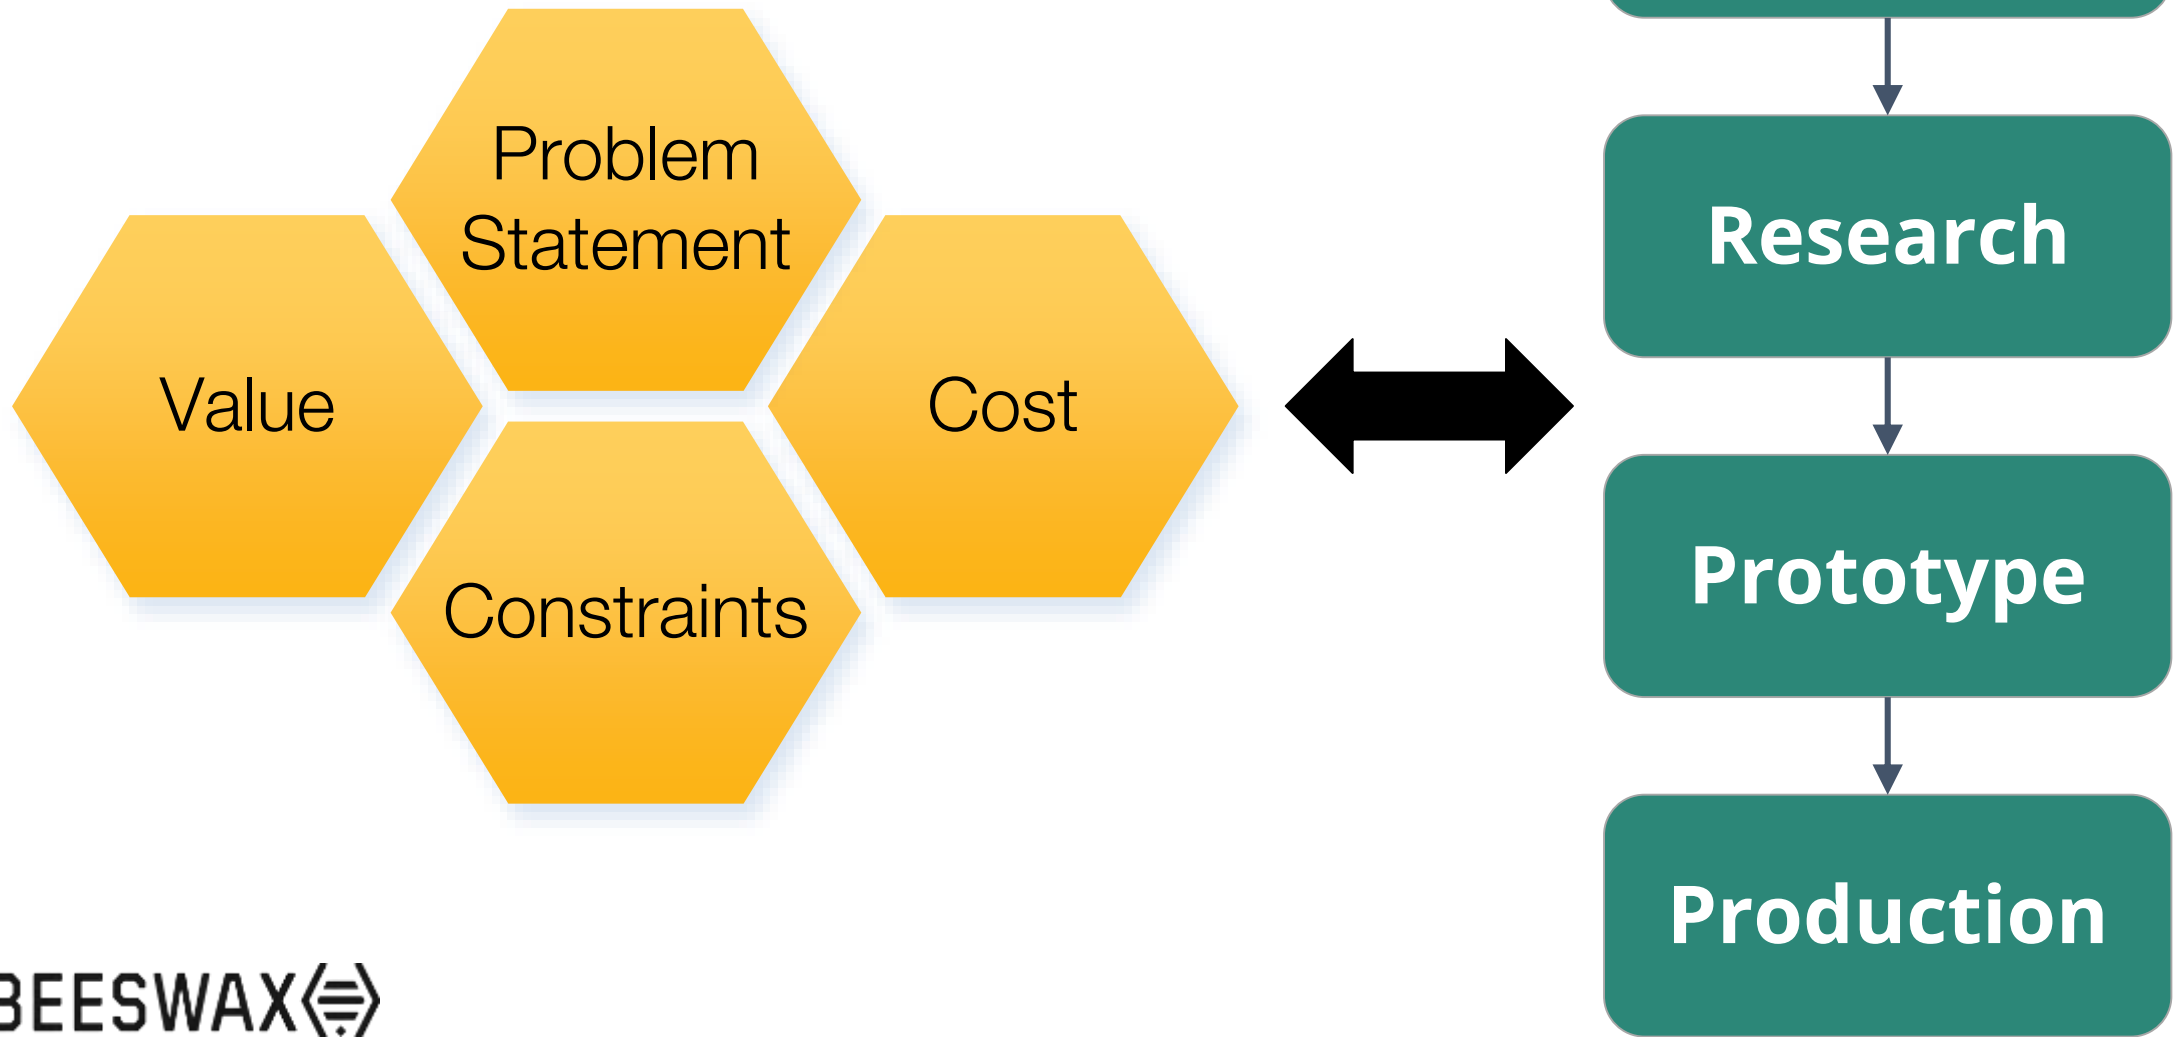 Problem
Statement
Value
Cost
Constraints
Research
Prototype
Production
BEESWAX